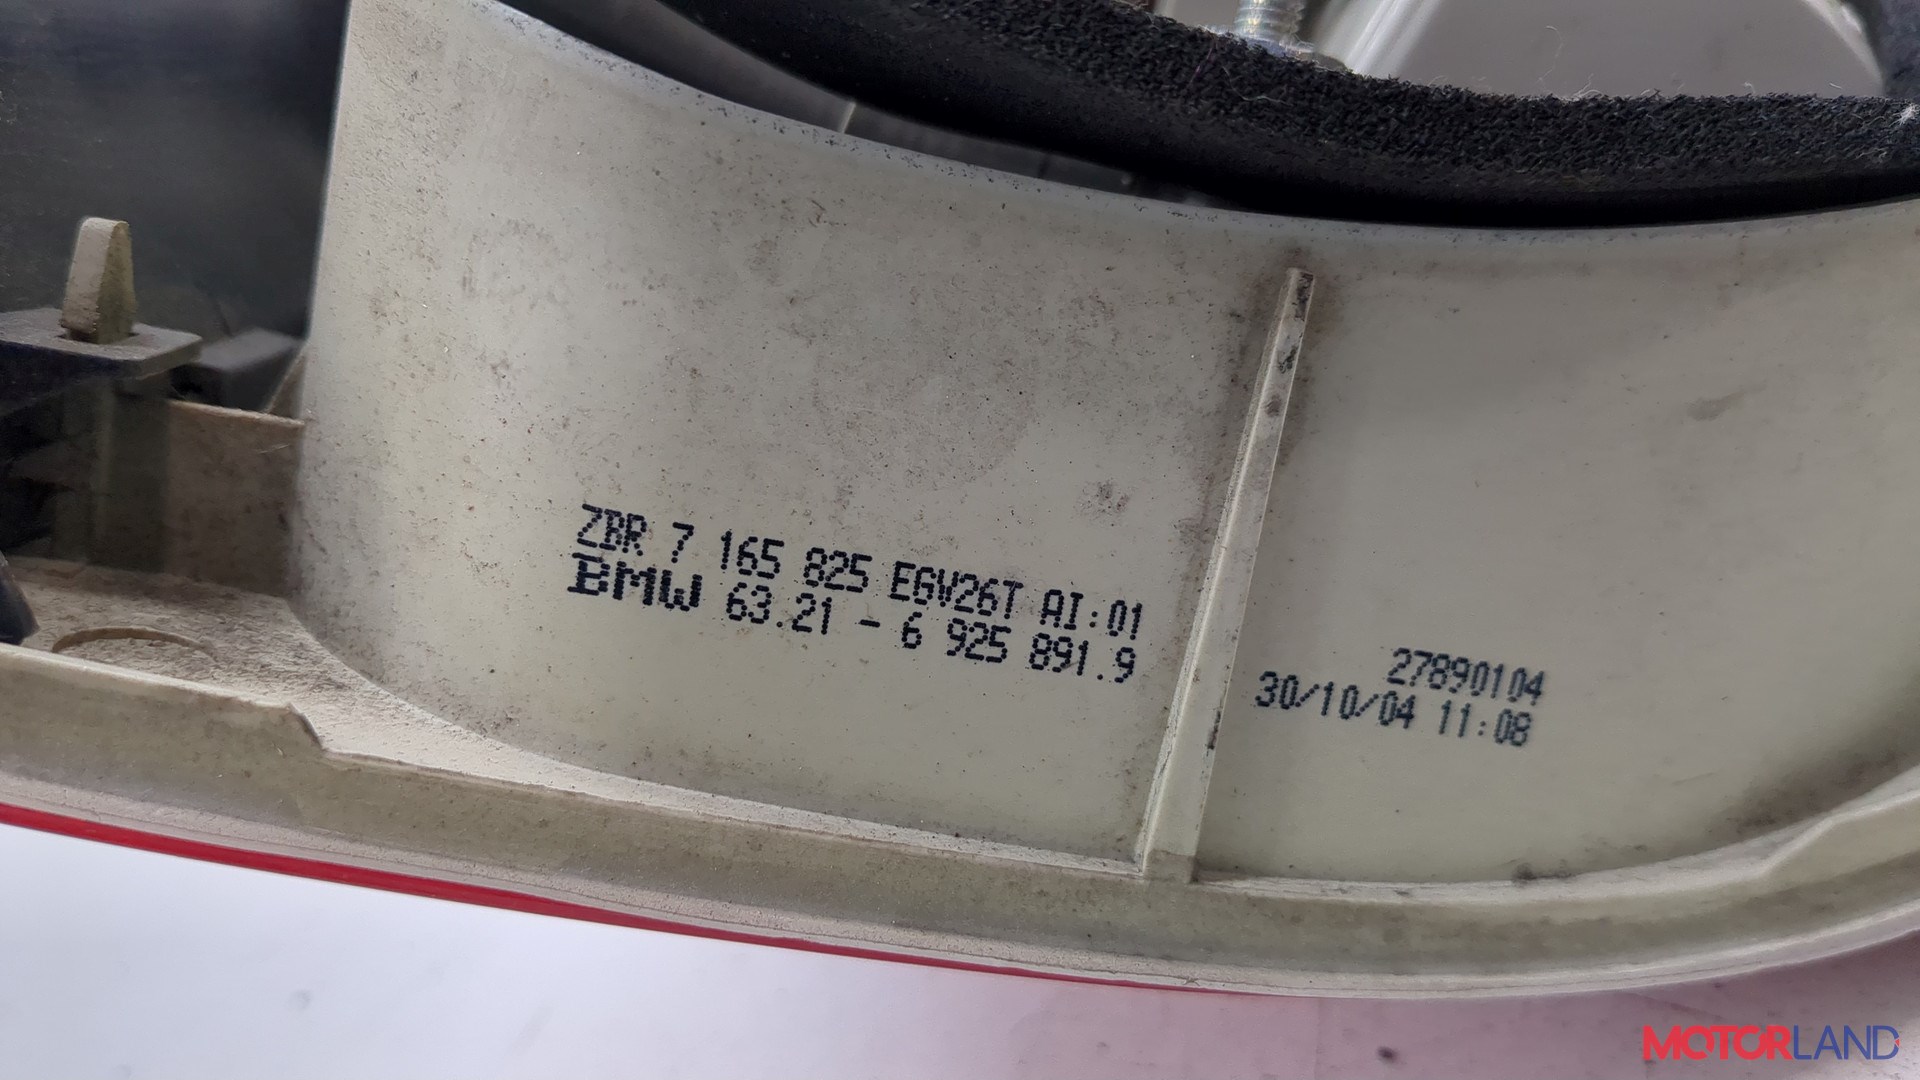 ZBR 7 165 825 EGV26T AI:01
BMW 63.21 - 6 925 891.9
27890104
30/10/04 11:08
MOTORLAND